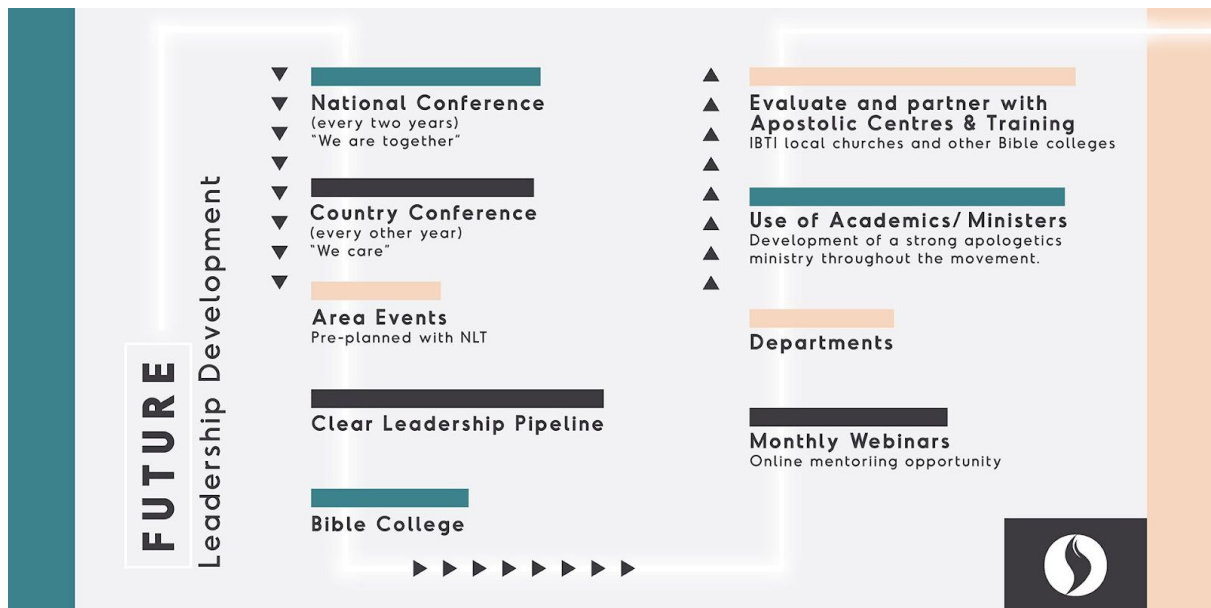 FUTURE
Leadership Development
National Conference
(every two years)
"We are together"
Country Conference
(every other year)
"We care"
Area Events
Pre-planned with NLT
Clear Leadership Pipeline
Bible College
Evaluate and partner with
Apostolic Centres & Training
IBTI local churches and other Bible colleges
Use of Academics/ Ministers
Development of a strong apologetics
ministry throughout the movement.
Departments
Monthly Webinars
Online mentoriing opportunity